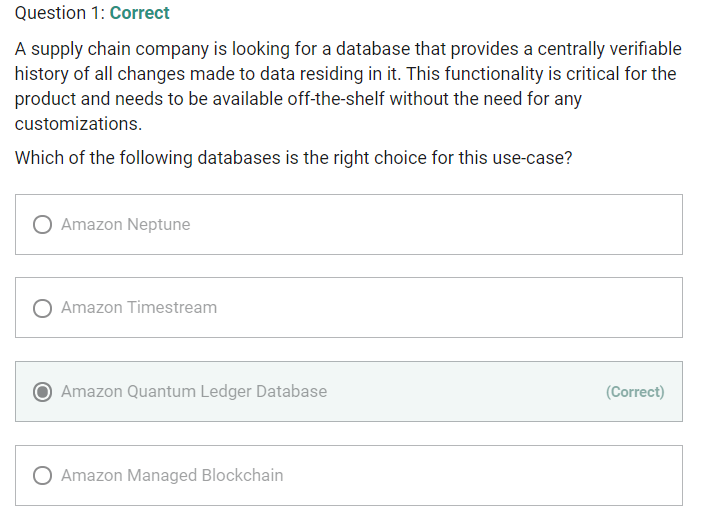 Question 1: Correct
A supply chain company is looking for a database that provides a centrally verifiable
history of all changes made to data residing in it. This functionality is critical for the
product and needs to be available off-the-shelf without the need for any
customizations.
Which of the following databases is the right choice for this use-case?
Amazon Neptune
Amazon Timestream
Amazon Quantum Ledger Database (Correct)
Amazon Managed Blockchain